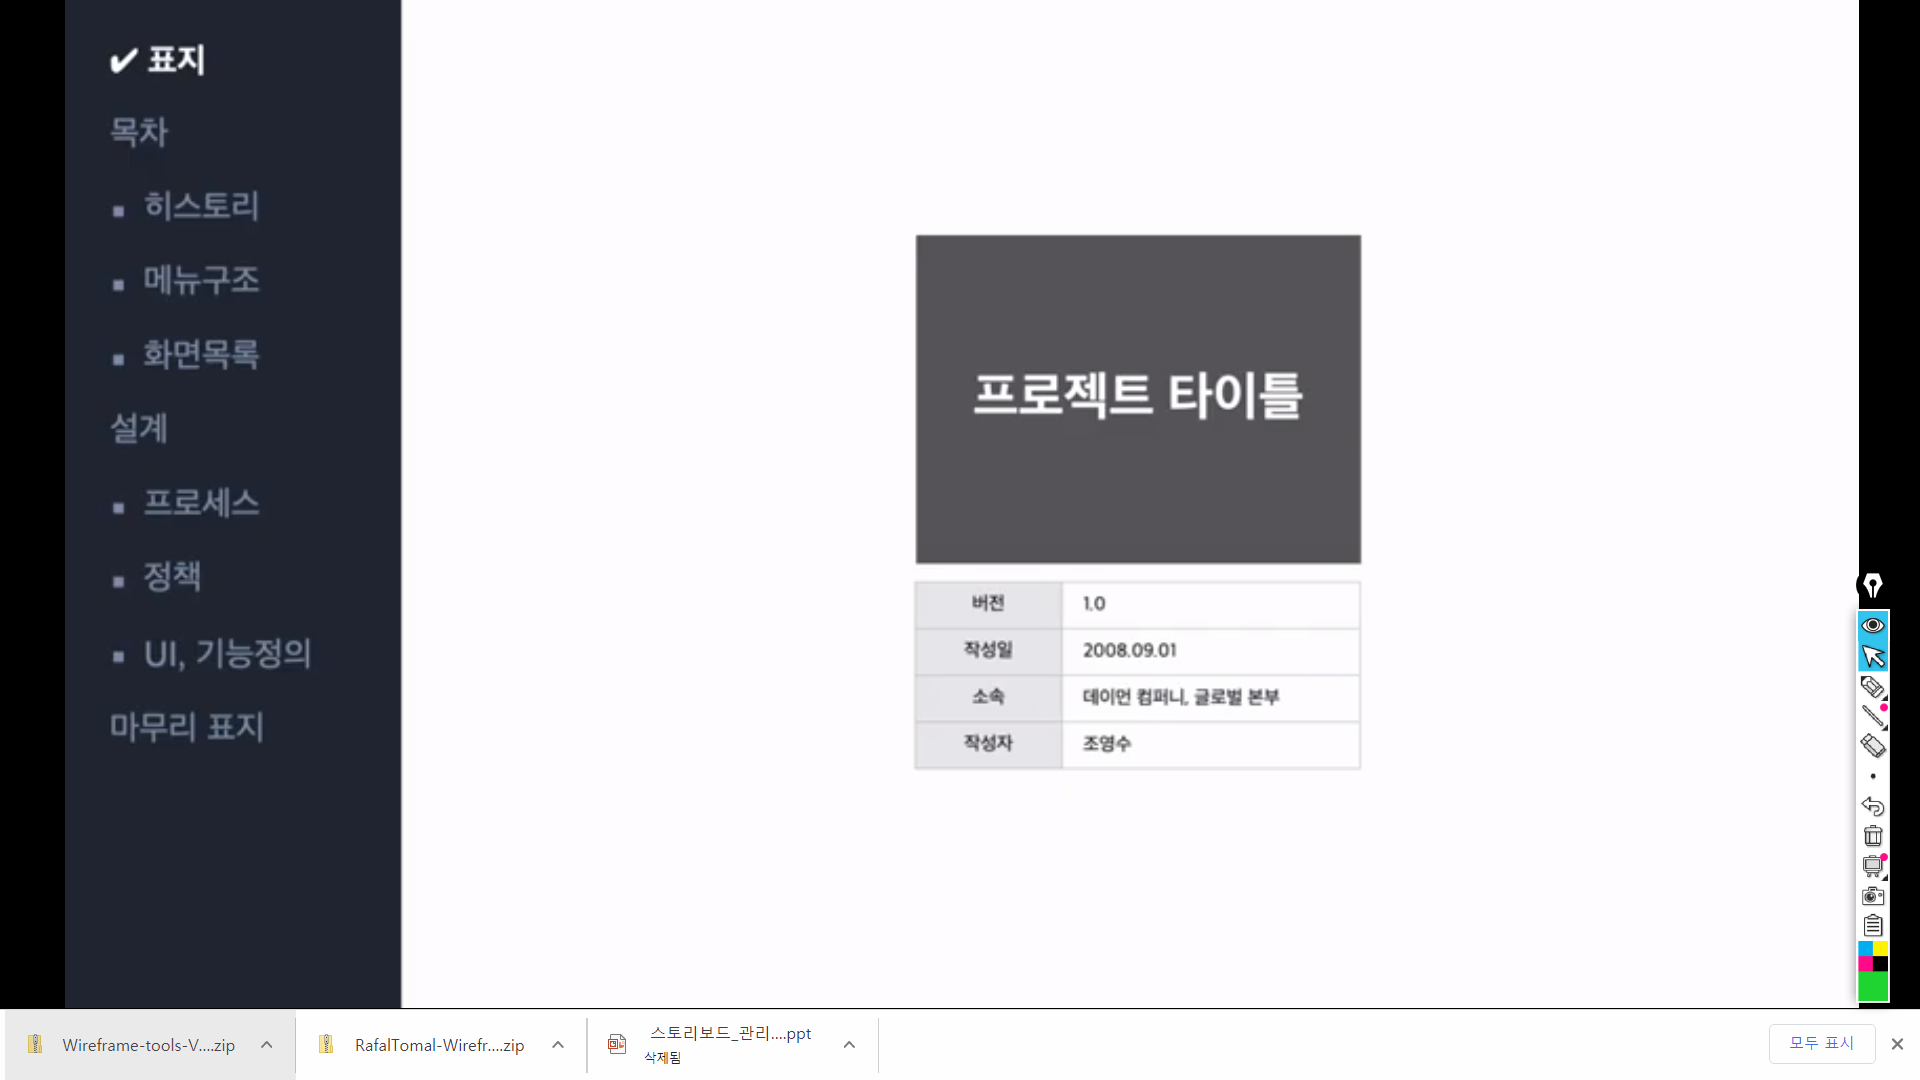 ✔ 표지
목차
▪ 히스토리
▪ 메뉴구조
▪ 화면목록
설계
▪ 프로세스
▪ 정책
▪ UI, 기능정의
마무리 표지
프로젝트 타이틀
버전 1.0
작성일 2008.09.01
소속 데이먼 컴퍼니, 글로벌 본부
작성자 조영수
Wireframe-tools-V....zip
RafalTomal-Wirefr....zip
스토리보드_관리....ppt
삭제됨
모두 표시